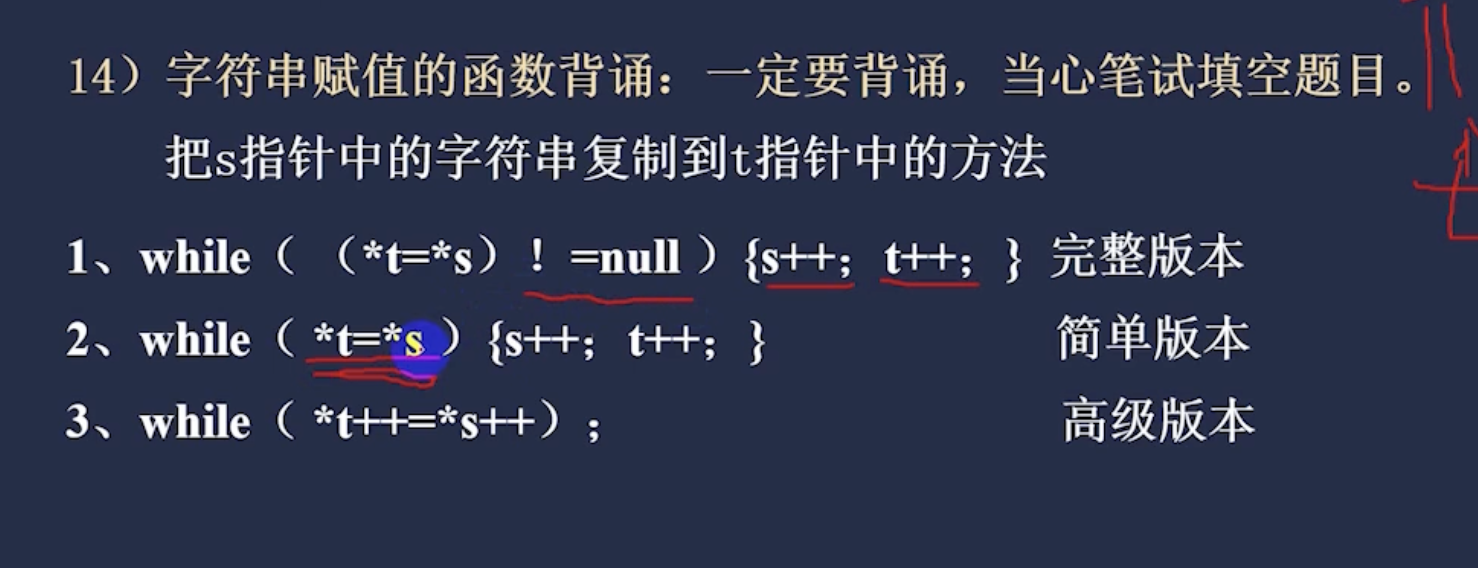 14）字符串赋值的函数背诵：一定要背诵，当心笔试填空题目。
把s指针中的字符串复制到t指针中的方法
1、while（ （*t=*s）！=null ）{s++；t++；} 完整版本
2、while（ *t=*s ）{s++；t++；} 简单版本
3、while（ *t++=*s++）； 高级版本